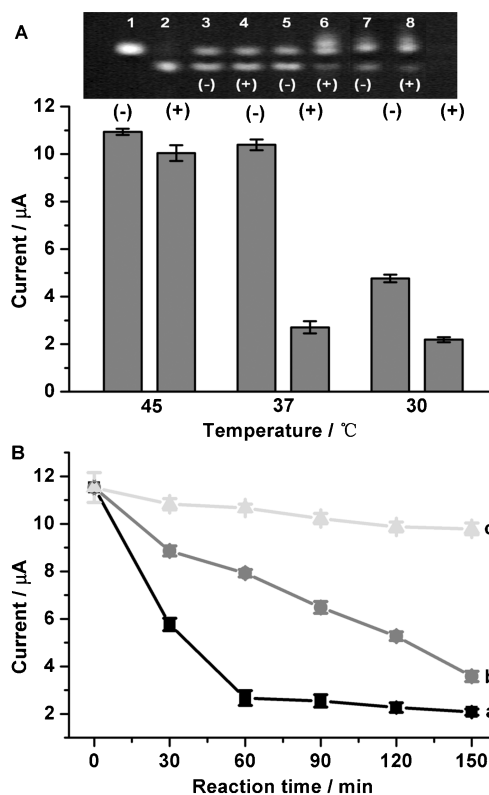 A
1 2 3 4 5 6 7 8
(-) (+) (-) (+) (-) (+)
(-) (+) (-) (+) (-) (+)
12
10
8
6
4
2
0
Current / μA
45 37 30
Temperature / ℃
B
12
10
8
6
4
2
Current / μA
c
b
a
0 30 60 90 120 150
Reaction time / min